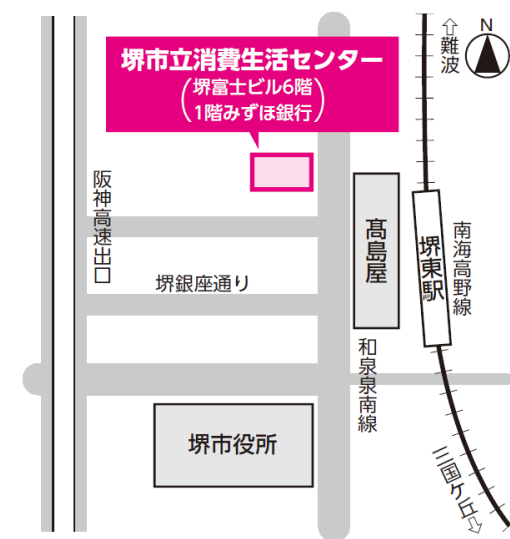 堺市立消費生活センター
(堺富士ビル6階
1階みずほ銀行)
⇧難波
N
阪神高速出口
髙島屋
堺東駅
南海高野線
堺銀座通り
和泉泉南線
堺市役所
三国ケ丘⇩